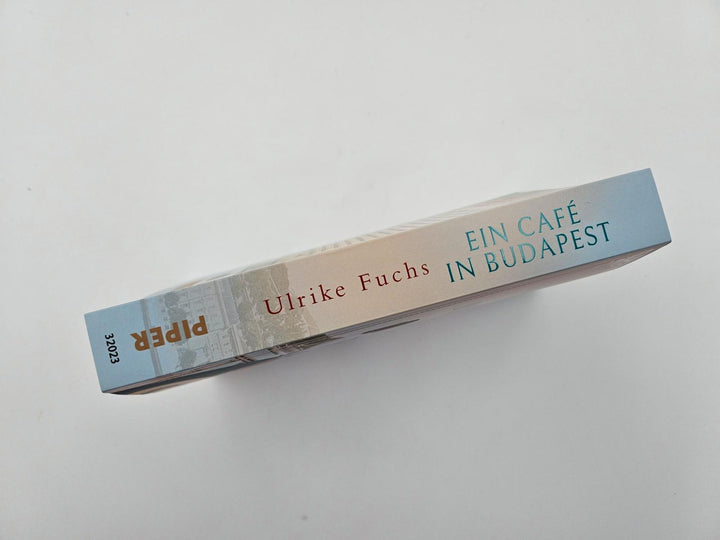 EIN CAFÉ
IN BUDAPEST
Ulrike Fuchs
PIPER
32023